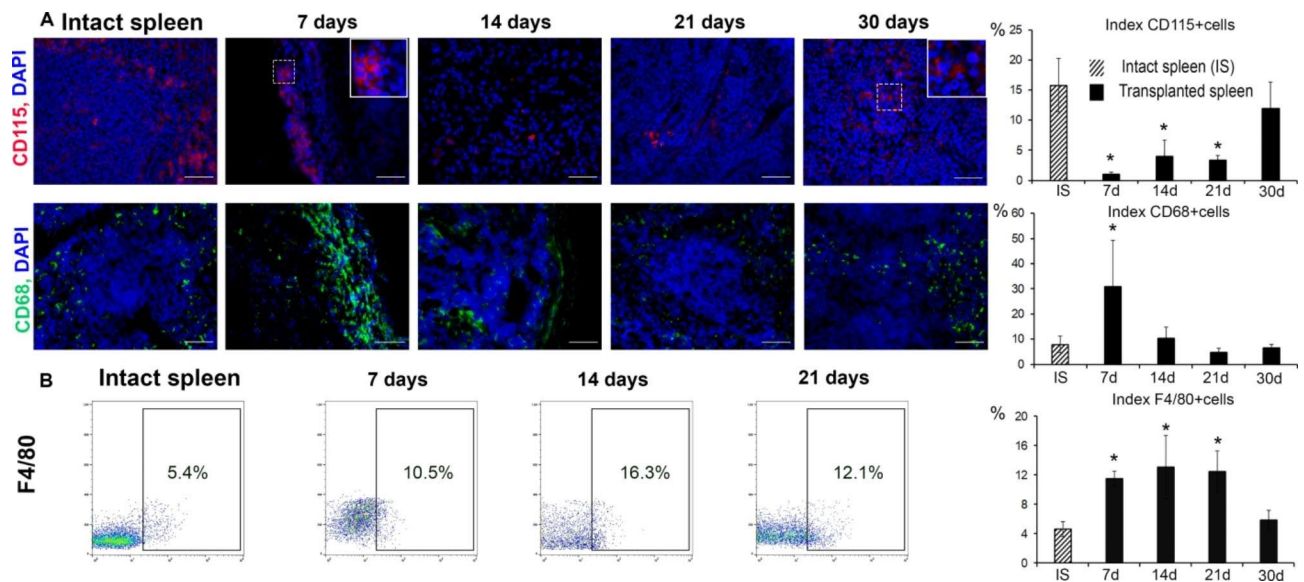 A
Intact spleen
7 days
14 days
21 days
30 days
CD115, DAPI
CD68, DAPI
B
Intact spleen
7 days
14 days
21 days
F4/80
5.4%
10.5%
16.3%
12.1%
Index CD115+cells
%
25
20
15
10
5
0
Intact spleen (IS)
Transplanted spleen
*
*
*
IS 7d 14d 21d 30d
Index CD68+cells
%
60
50
40
30
20
10
0
*
IS 7d 14d 21d 30d
Index F4/80+cells
%
16
12
8
4
0
*
*
*
IS 7d 14d 21d 30d